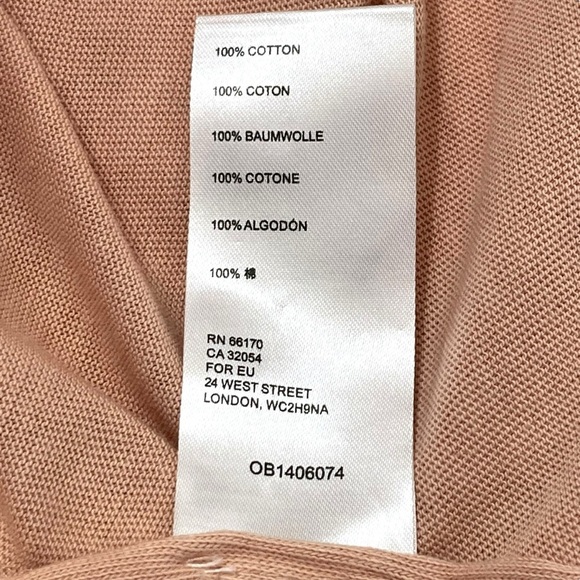 100% COTTON
100% COTON
100% BAUMWOLLE
100% COTONE
100% ALGODÓN
100% 棉
RN 66170
CA 32054
FOR EU
24 WEST STREET
LONDON, WC2H9NA
OB1406074